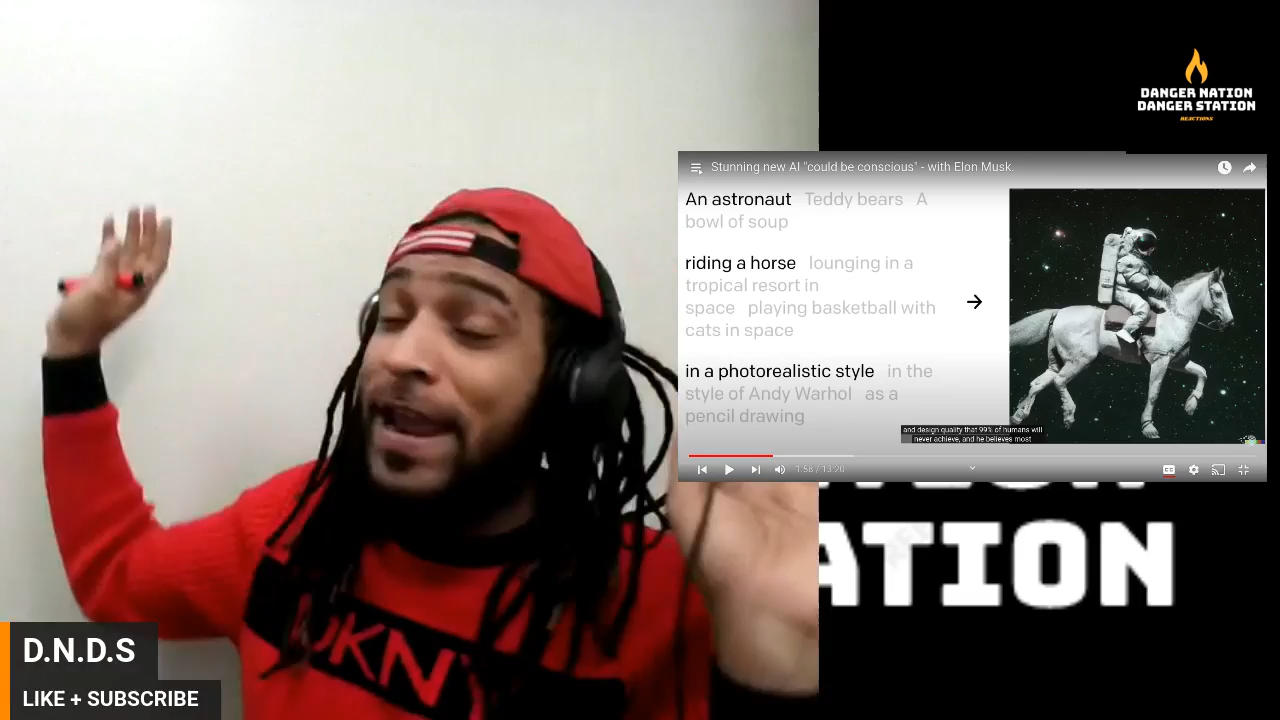 DANGER NATION
DANGER STATION
REACTIONS
Stunning new AI "could be conscious" - with Elon Musk.
An astronaut Teddy bears A
bowl of soup
riding a horse lounging in a
tropical resort in
space playing basketball with
cats in space
in a photorealistic style in the
style of Andy Warhol as a
pencil drawing
and design quality that 99% of humans will
never achieve, and he believes most
1:58 / 13:20
CC
ATION
DKNY
D.N.D.S
LIKE + SUBSCRIBE